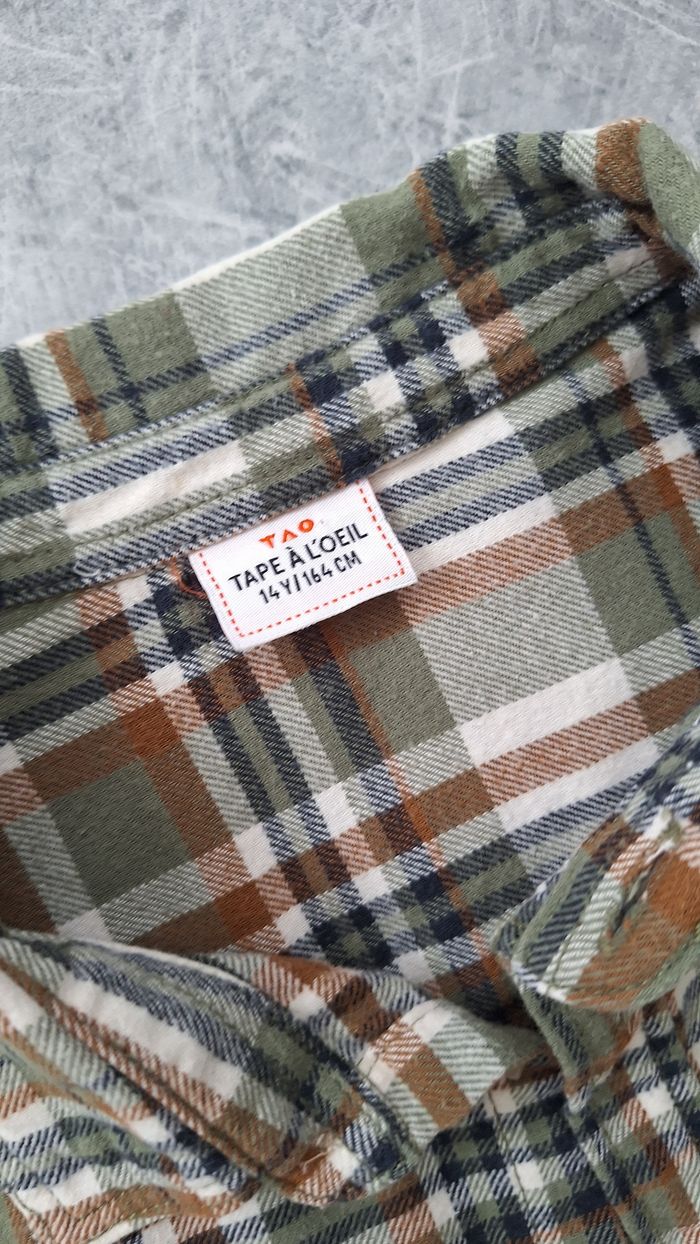 TAO
TAPE À L'OEIL
14Y/164 CM